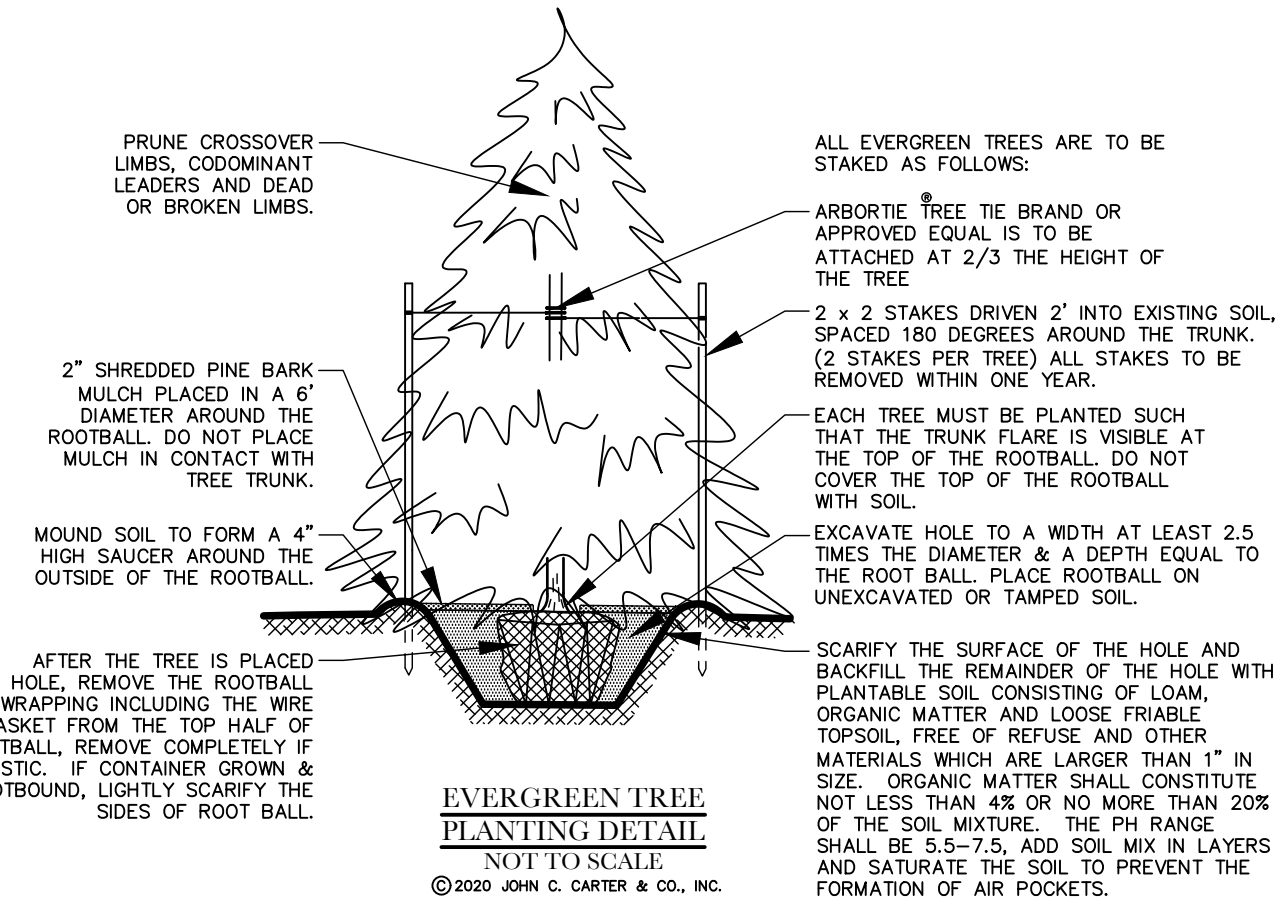 PRUNE CROSSOVER
LIMBS, CODOMINANT
LEADERS AND DEAD
OR BROKEN LIMBS.
2" SHREDDED PINE BARK
MULCH PLACED IN A 6'
DIAMETER AROUND THE
ROOTBALL. DO NOT PLACE
MULCH IN CONTACT WITH
TREE TRUNK.
MOUND SOIL TO FORM A 4"
HIGH SAUCER AROUND THE
OUTSIDE OF THE ROOTBALL.
AFTER THE TREE IS PLACED
HOLE, REMOVE THE ROOTBALL
WRAPPING INCLUDING THE WIRE
ASKET FROM THE TOP HALF OF
TBALL, REMOVE COMPLETELY IF
STIC. IF CONTAINER GROWN &
OTBOUND, LIGHTLY SCARIFY THE
SIDES OF ROOT BALL.
ALL EVERGREEN TREES ARE TO BE
STAKED AS FOLLOWS:
ARBORTIE ® TREE TIE BRAND OR
APPROVED EQUAL IS TO BE
ATTACHED AT 2/3 THE HEIGHT OF
THE TREE
2 x 2 STAKES DRIVEN 2' INTO EXISTING SOIL,
SPACED 180 DEGREES AROUND THE TRUNK.
(2 STAKES PER TREE) ALL STAKES TO BE
REMOVED WITHIN ONE YEAR.
EACH TREE MUST BE PLANTED SUCH
THAT THE TRUNK FLARE IS VISIBLE AT
THE TOP OF THE ROOTBALL. DO NOT
COVER THE TOP OF THE ROOTBALL
WITH SOIL.
EXCAVATE HOLE TO A WIDTH AT LEAST 2.5
TIMES THE DIAMETER & A DEPTH EQUAL TO
THE ROOT BALL. PLACE ROOTBALL ON
UNEXCAVATED OR TAMPED SOIL.
SCARIFY THE SURFACE OF THE HOLE AND
BACKFILL THE REMAINDER OF THE HOLE WITH
PLANTABLE SOIL CONSISTING OF LOAM,
ORGANIC MATTER AND LOOSE FRIABLE
TOPSOIL, FREE OF REFUSE AND OTHER
MATERIALS WHICH ARE LARGER THAN 1" IN
SIZE. ORGANIC MATTER SHALL CONSTITUTE
NOT LESS THAN 4% OR NO MORE THAN 20%
OF THE SOIL MIXTURE. THE PH RANGE
SHALL BE 5.5-7.5, ADD SOIL MIX IN LAYERS
AND SATURATE THE SOIL TO PREVENT THE
FORMATION OF AIR POCKETS.
EVERGREEN TREE
PLANTING DETAIL
NOT TO SCALE
© 2020 JOHN C. CARTER & CO., INC.